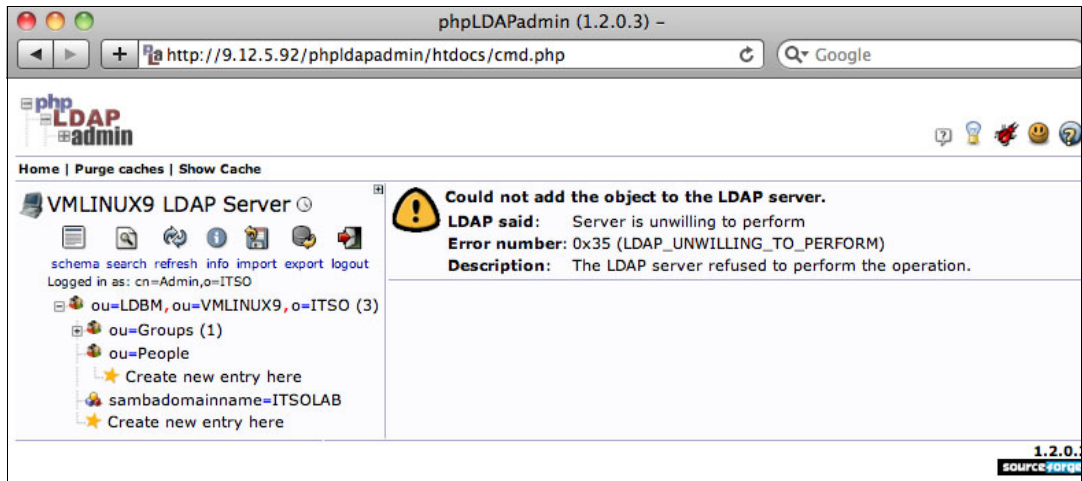 phpLDAPadmin (1.2.0.3) –
http://9.12.5.92/phpldapadmin/htdocs/cmd.php
Google
php
LDAP
admin
Home | Purge caches | Show Cache
VMLINUX9 LDAP Server
schema search refresh info import export logout
Logged in as: cn=Admin,o=ITSO
ou=LDBM,ou=VMLINUX9,o=ITSO (3)
ou=Groups (1)
ou=People
Create new entry here
sambadomainname=ITSOLAB
Create new entry here
Could not add the object to the LDAP server.
LDAP said: Server is unwilling to perform
Error number: 0x35 (LDAP_UNWILLING_TO_PERFORM)
Description: The LDAP server refused to perform the operation.
1.2.0.
sourceforge